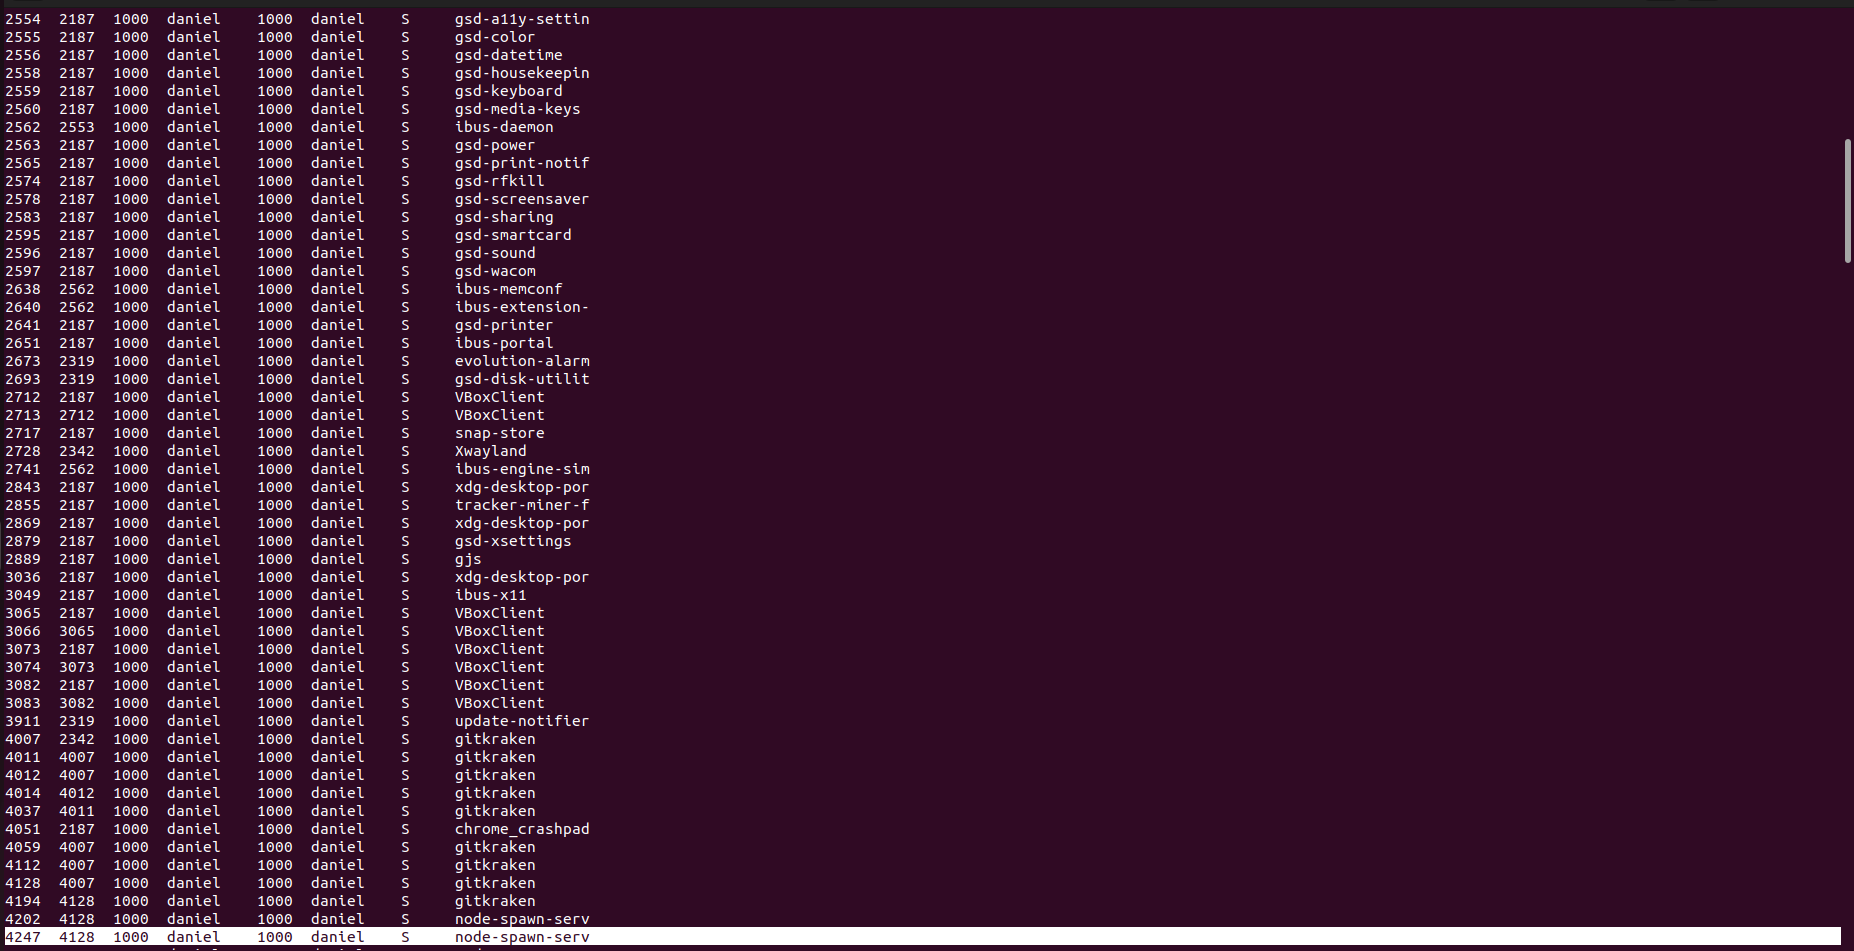 2554 2187 1000 daniel 1000 daniel S gsd-a11y-settin
2555 2187 1000 daniel 1000 daniel S gsd-color
2556 2187 1000 daniel 1000 daniel S gsd-datetime
2558 2187 1000 daniel 1000 daniel S gsd-housekeepin
2559 2187 1000 daniel 1000 daniel S gsd-keyboard
2560 2187 1000 daniel 1000 daniel S gsd-media-keys
2562 2553 1000 daniel 1000 daniel S ibus-daemon
2563 2187 1000 daniel 1000 daniel S gsd-power
2565 2187 1000 daniel 1000 daniel S gsd-print-notif
2574 2187 1000 daniel 1000 daniel S gsd-rfkill
2578 2187 1000 daniel 1000 daniel S gsd-screensaver
2583 2187 1000 daniel 1000 daniel S gsd-sharing
2595 2187 1000 daniel 1000 daniel S gsd-smartcard
2596 2187 1000 daniel 1000 daniel S gsd-sound
2597 2187 1000 daniel 1000 daniel S gsd-wacom
2638 2562 1000 daniel 1000 daniel S ibus-memconf
2640 2562 1000 daniel 1000 daniel S ibus-extension-
2641 2187 1000 daniel 1000 daniel S gsd-printer
2651 2187 1000 daniel 1000 daniel S ibus-portal
2673 2319 1000 daniel 1000 daniel S evolution-alarm
2693 2319 1000 daniel 1000 daniel S gsd-disk-utilit
2712 2187 1000 daniel 1000 daniel S VBoxClient
2713 2712 1000 daniel 1000 daniel S VBoxClient
2717 2187 1000 daniel 1000 daniel S snap-store
2728 2342 1000 daniel 1000 daniel S Xwayland
2741 2562 1000 daniel 1000 daniel S ibus-engine-sim
2843 2187 1000 daniel 1000 daniel S xdg-desktop-por
2855 2187 1000 daniel 1000 daniel S tracker-miner-f
2869 2187 1000 daniel 1000 daniel S xdg-desktop-por
2879 2187 1000 daniel 1000 daniel S gsd-xsettings
2889 2187 1000 daniel 1000 daniel S gjs
3036 2187 1000 daniel 1000 daniel S xdg-desktop-por
3049 2187 1000 daniel 1000 daniel S ibus-x11
3065 2187 1000 daniel 1000 daniel S VBoxClient
3066 3065 1000 daniel 1000 daniel S VBoxClient
3073 2187 1000 daniel 1000 daniel S VBoxClient
3074 3073 1000 daniel 1000 daniel S VBoxClient
3082 2187 1000 daniel 1000 daniel S VBoxClient
3083 3082 1000 daniel 1000 daniel S VBoxClient
3911 2319 1000 daniel 1000 daniel S update-notifier
4007 2342 1000 daniel 1000 daniel S gitkraken
4011 4007 1000 daniel 1000 daniel S gitkraken
4012 4007 1000 daniel 1000 daniel S gitkraken
4014 4012 1000 daniel 1000 daniel S gitkraken
4037 4011 1000 daniel 1000 daniel S gitkraken
4051 2187 1000 daniel 1000 daniel S chrome_crashpad
4059 4007 1000 daniel 1000 daniel S gitkraken
4112 4007 1000 daniel 1000 daniel S gitkraken
4128 4007 1000 daniel 1000 daniel S gitkraken
4194 4128 1000 daniel 1000 daniel S gitkraken
4202 4128 1000 daniel 1000 daniel S node-spawn-serv
4247 4128 1000 daniel 1000 daniel S node-spawn-serv